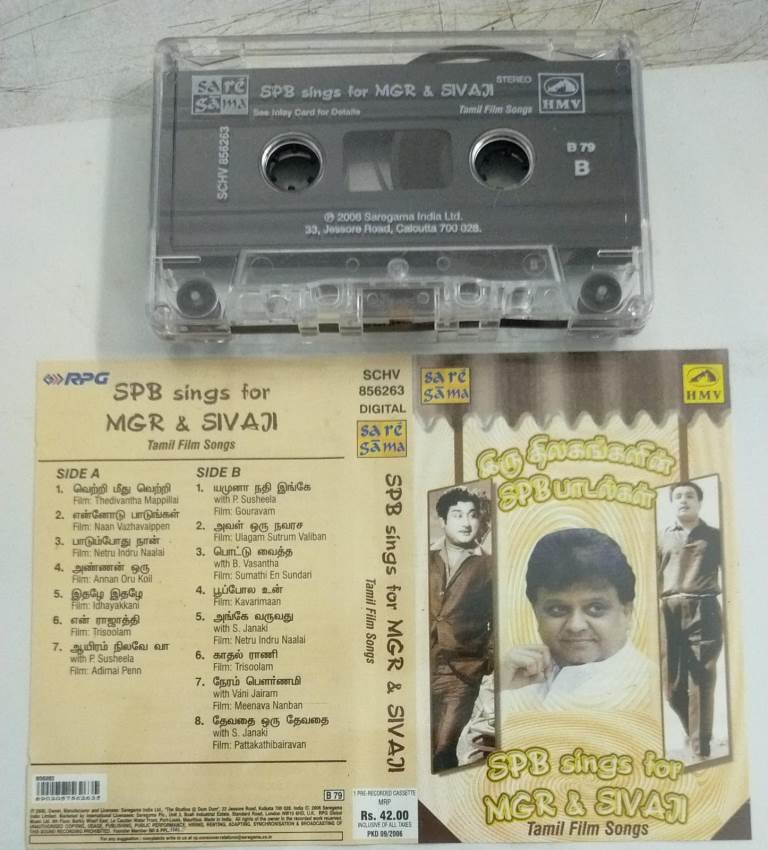 sa ré
gā ma
SPB sings for MGR & SIVAJI
STEREO
HMV
See Inlay Card for Details
Tamil Film Songs
SCHV 856263
B 79
B
℗ 2006 Saregama India Ltd.
33, Jessore Road, Calcutta 700 028.
RPG
SPB sings for
MGR & SIVAJI
Tamil Film Songs
SIDE A
1. வெற்றி மீது வெற்றி
Film: Thedivantha Mappillai
2. என்னோடு பாடுங்கள்
Film: Naan Vazhavaippen
3. பாடும்போது நான்
Film: Netru Indru Naalai
4. அண்ணன் ஒரு
Film: Annan Oru Koil
5. இதழே இதழே
Film: Idhayakkani
6. என் ராஜாத்தி
Film: Trisoolam
7. ஆயிரம் நிலவே வா
with P. Susheela
Film: Adimai Penn
SIDE B
1. யமுனா நதி இங்கே
with P. Susheela
Film: Gouravam
2. அவள் ஒரு நவரச
Film: Ulagam Sutrum Valiban
3. பொட்டு வைத்த
with B. Vasantha
Film: Sumathi En Sundari
4. பூப்போல உன்
Film: Kavarimaan
5. அங்கே வருவது
with S. Janaki
Film: Netru Indru Naalai
6. காதல் ராணி
Film: Trisoolam
7. நேரம் பௌர்ணமி
with Vani Jairam
Film: Meenava Nanban
8. தேவதை ஒரு தேவதை
with S. Janaki
Film: Pattakathibairavan
856263
8903057562635
B 79
SCHV
856263
DIGITAL
sa ré
gā ma
SPB sings for MGR & SIVAJI
Tamil Film Songs
1 PRE-RECORDED CASSETTE
MRP
Rs. 42.00
INCLUSIVE OF ALL TAXES
PKD 09/2006
sa ré
gā ma
HMV
இரு திலகங்களின்
SPB பாடல்கள்
SPB sings for
MGR & SIVAJI
Tamil Film Songs